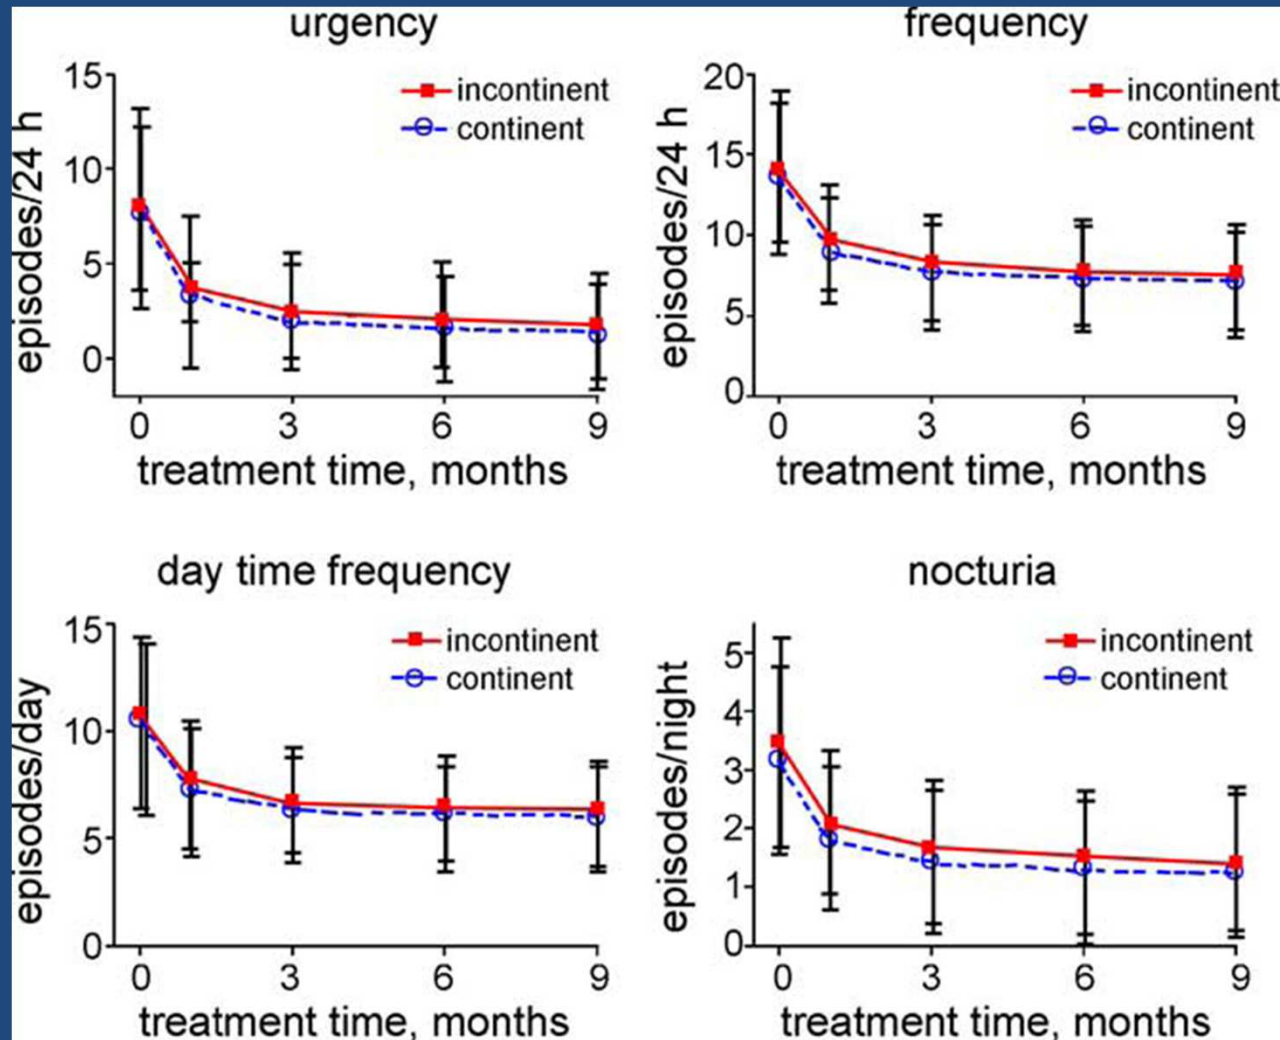 urgency
15
10
5
0
episodes/24 h
incontinent
continent
0 3 6 9
treatment time, months
frequency
20
15
10
5
0
episodes/24 h
incontinent
continent
0 3 6 9
treatment time, months
day time frequency
15
10
5
0
episodes/day
incontinent
continent
0 3 6 9
treatment time, months
nocturia
5
4
3
2
1
0
episodes/night
incontinent
continent
0 3 6 9
treatment time, months